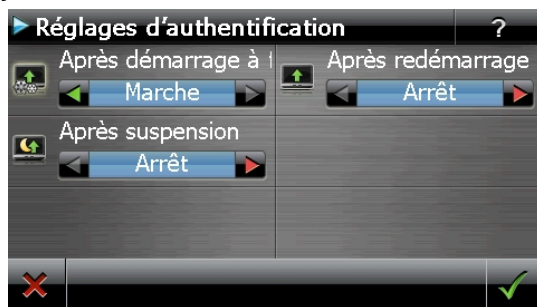 Réglages d'authentification ?
Après démarrage à
Marche
Après redémarrage
Arrêt
Après suspension
Arrêt